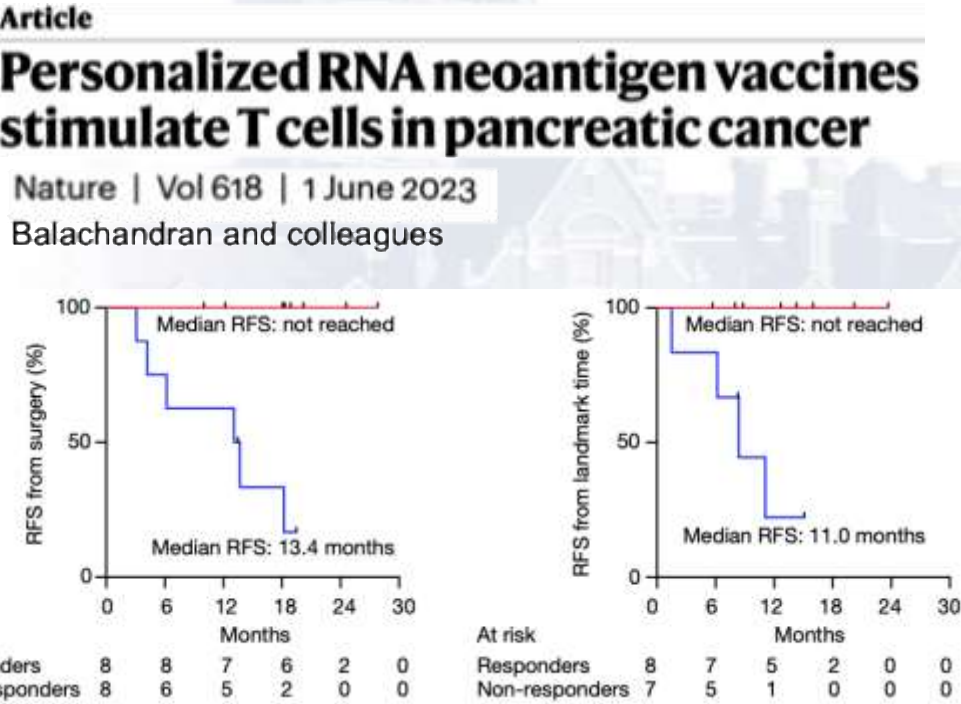 Article
Personalized RNA neoantigen vaccines
stimulate T cells in pancreatic cancer
Nature | Vol 618 | 1 June 2023
Balachandran and colleagues
RFS from surgery (%)
100
50
0
Median RFS: not reached
Median RFS: 13.4 months
0 6 12 18 24 30
Months
ders 8 8 7 6 2 0
sponders 8 6 5 2 0 0
RFS from landmark time (%)
100
50
0
Median RFS: not reached
Median RFS: 11.0 months
0 6 12 18 24 30
At risk Months
Responders 8 7 5 2 0 0
Non-responders 7 5 1 0 0 0